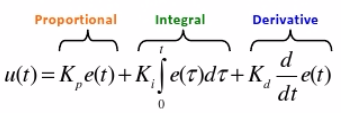 Proportional Integral Derivative
u(t) = K_p e(t) + K_i ∫_0^t e(τ)dτ + K_d d/dt e(t)